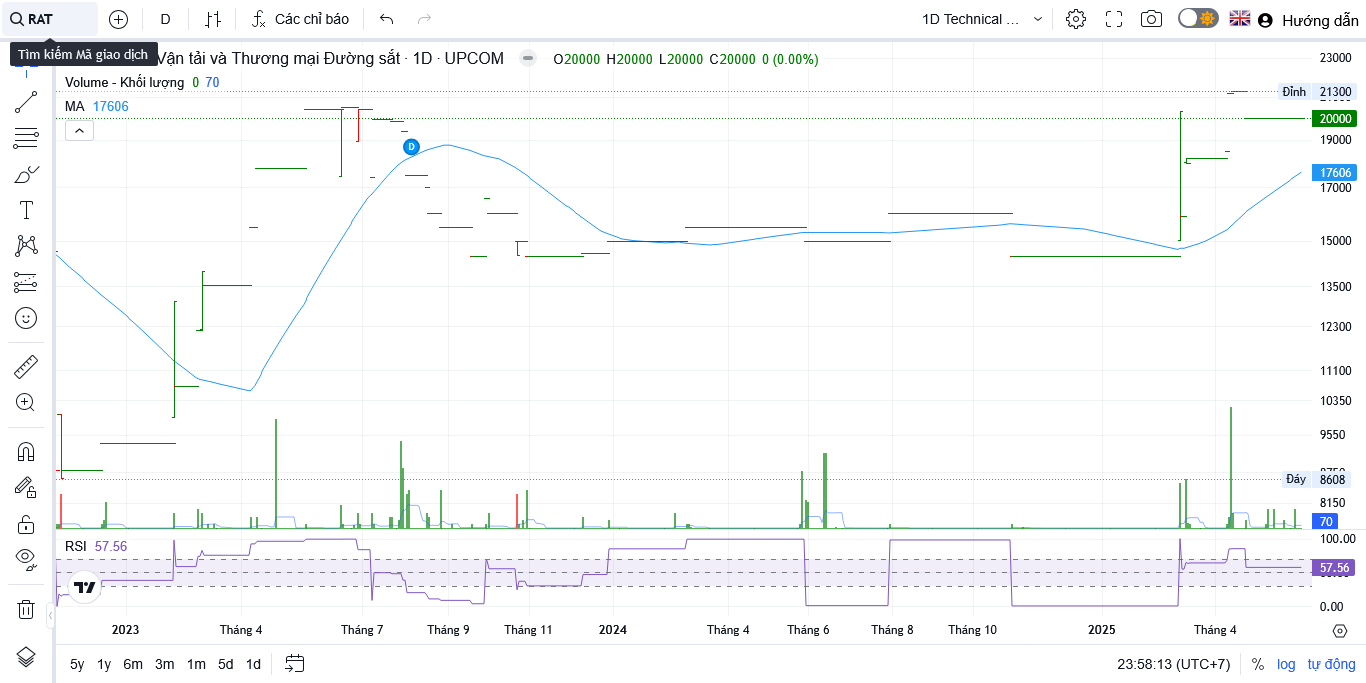 RAT
D
Các chỉ báo
1D Technical ...
Hướng dẫn
Tìm kiếm Mã giao dịch
Vận tải và Thương mại Đường sắt · 1D · UPCOM
O20000 H20000 L20000 C20000 0 (0.00%)
Volume - Khối lượng 0 70
MA 17606
D
23000
Đỉnh 21300
20000
19000
17606
17000
15000
13500
12300
11100
10350
9550
Đáy 8608
8150
70
RSI 57.56
100.00
57.56
0.00
2023 Tháng 4 Tháng 7 Tháng 9 Tháng 11 2024 Tháng 4 Tháng 6 Tháng 8 Tháng 10 2025 Tháng 4
5y 1y 6m 3m 1m 5d 1d
23:58:13 (UTC+7) % log tự động